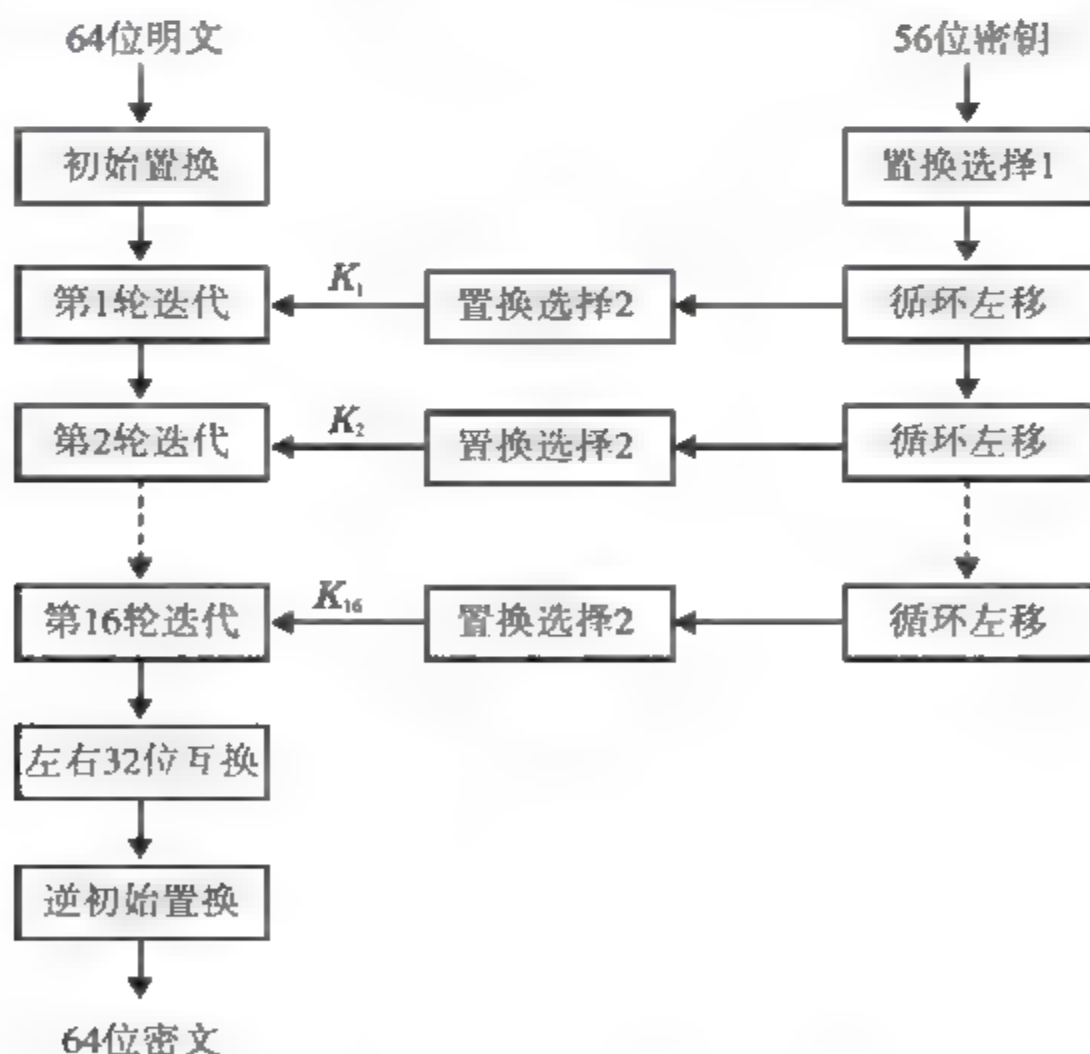 64位明文
56位密钥
初始置换
置换选择1
第1轮迭代
K₁
置换选择2
循环左移
第2轮迭代
K₂
置换选择2
循环左移
第16轮迭代
K₁₆
置换选择2
循环左移
左右32位互换
逆初始置换
64位密文